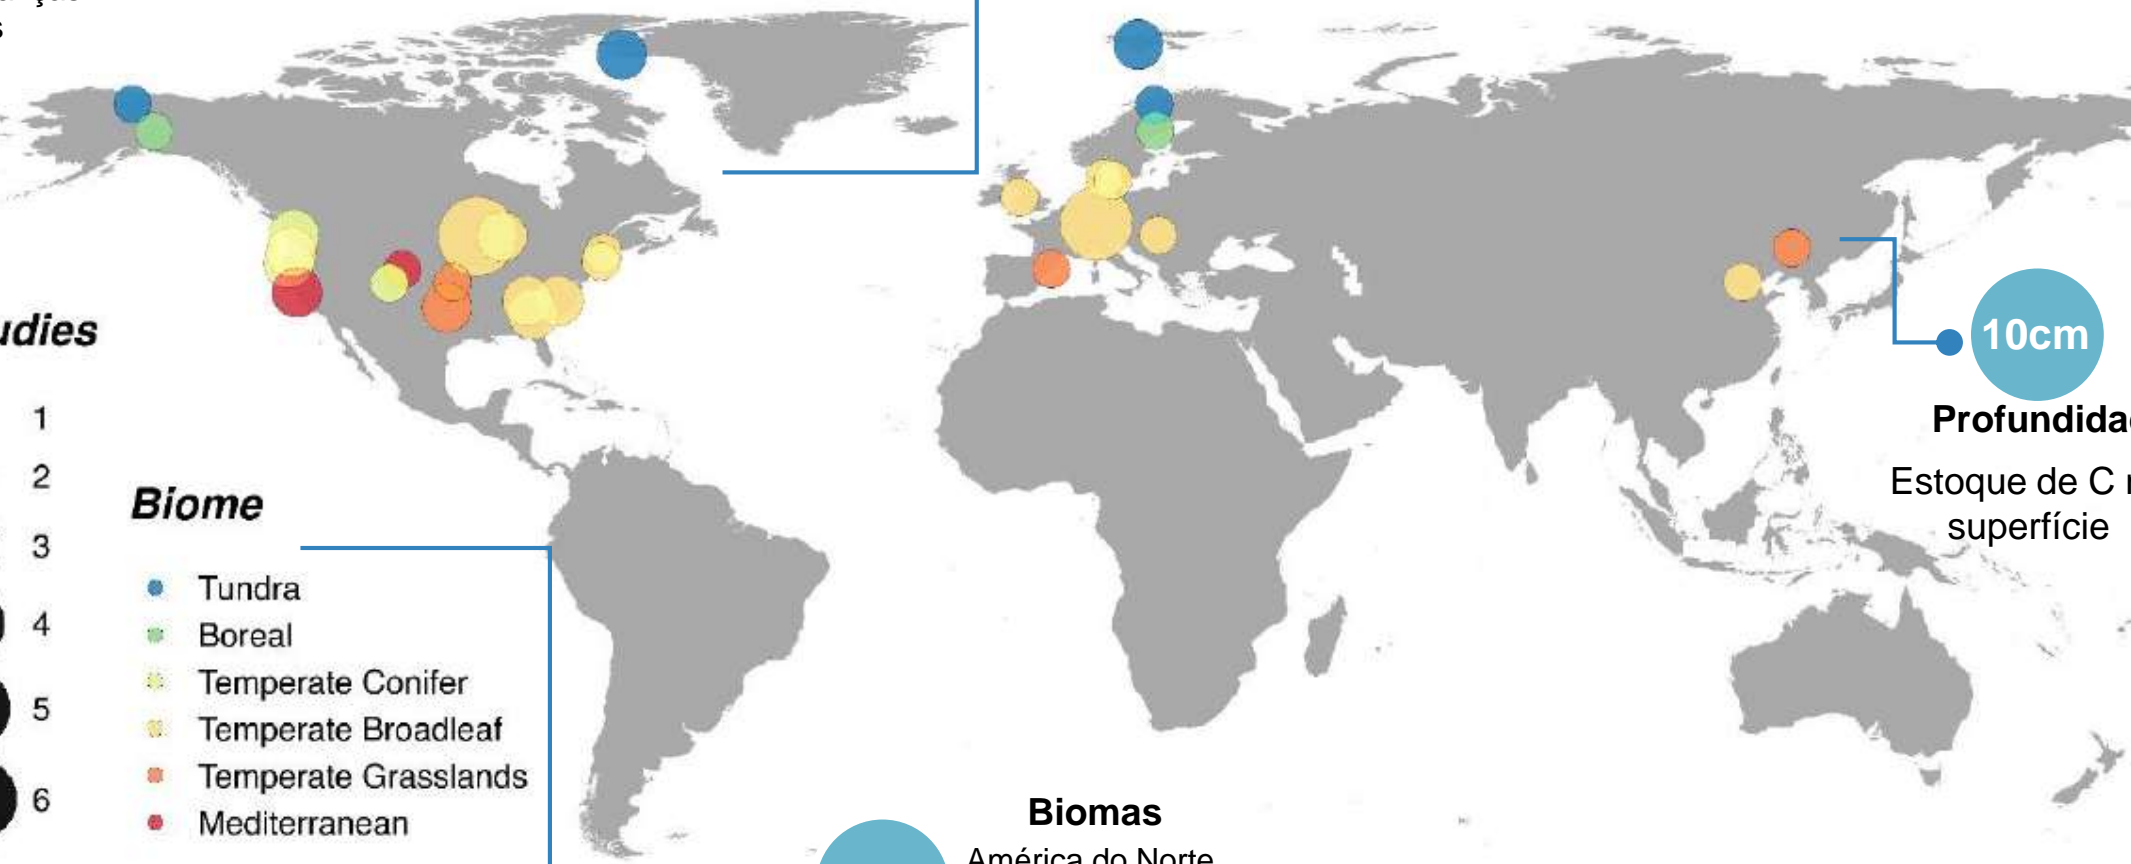 udies
1
2
3
4
5
6
Biome
Tundra
Boreal
Temperate Conifer
Temperate Broadleaf
Temperate Grasslands
Mediterranean
10cm
Profundida
Estoque de C
superfície
Biomas
América do Norte